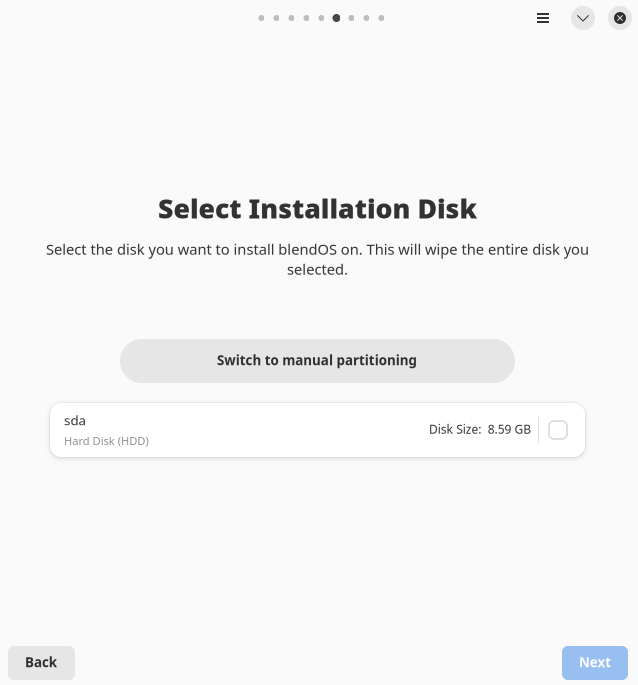 Select Installation Disk
Select the disk you want to install blendOS on. This will wipe the entire disk you
selected.
Switch to manual partitioning
sda
Hard Disk (HDD)
Disk Size: 8.59 GB
Back
Next